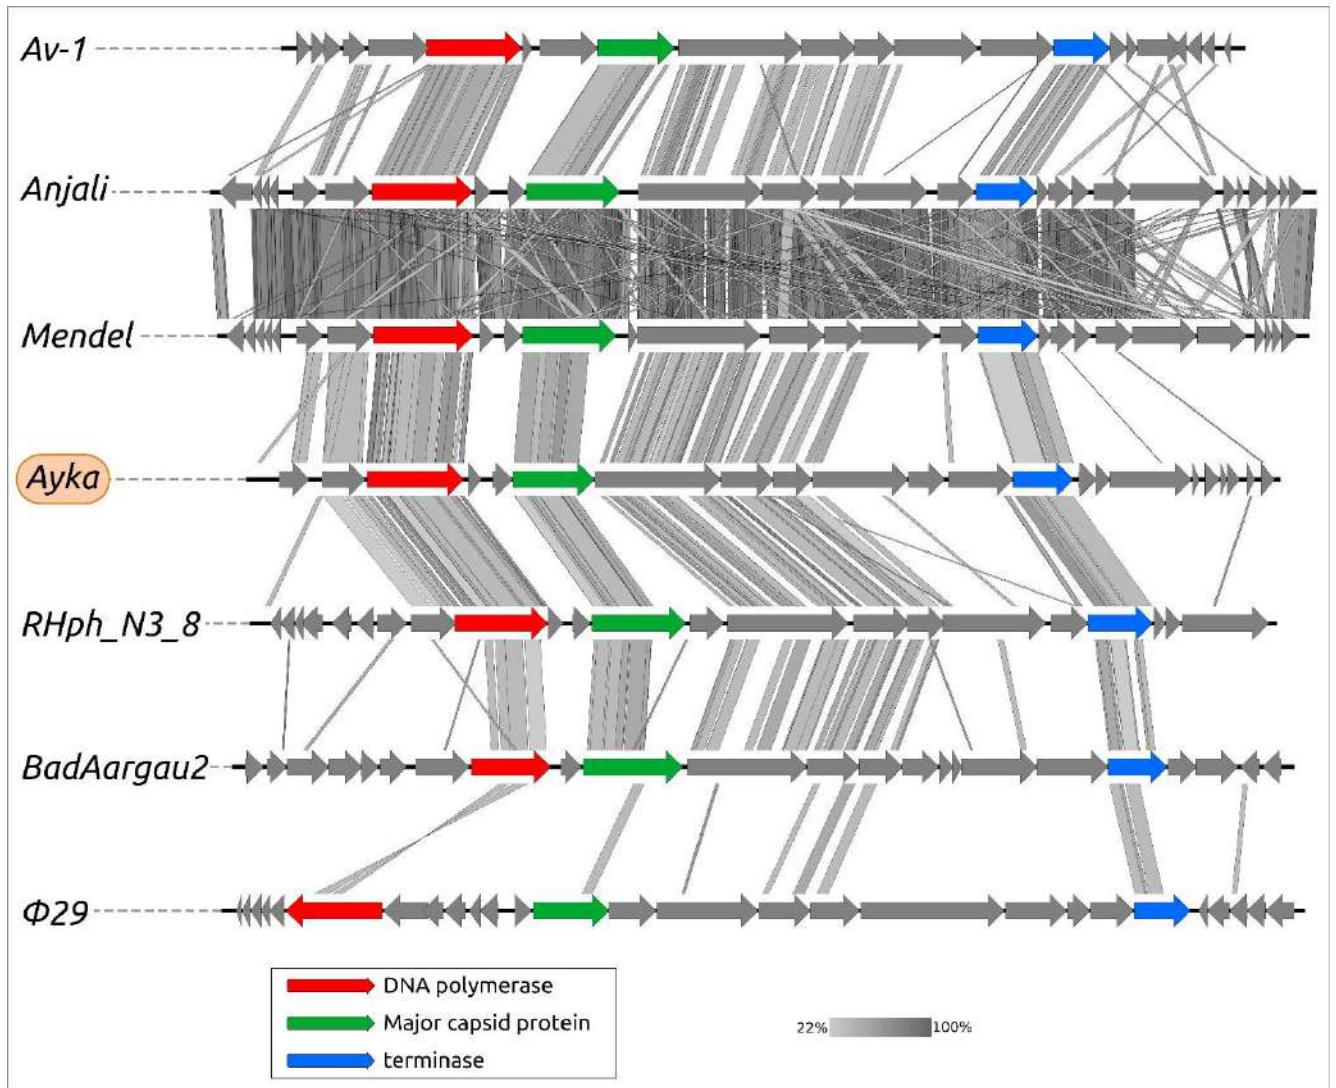 Av-1
Anjali
Mendel
Ayka
RHph_N3_8
BadAargau2
Φ29
DNA polymerase
Major capsid protein
22% 100%
terminase